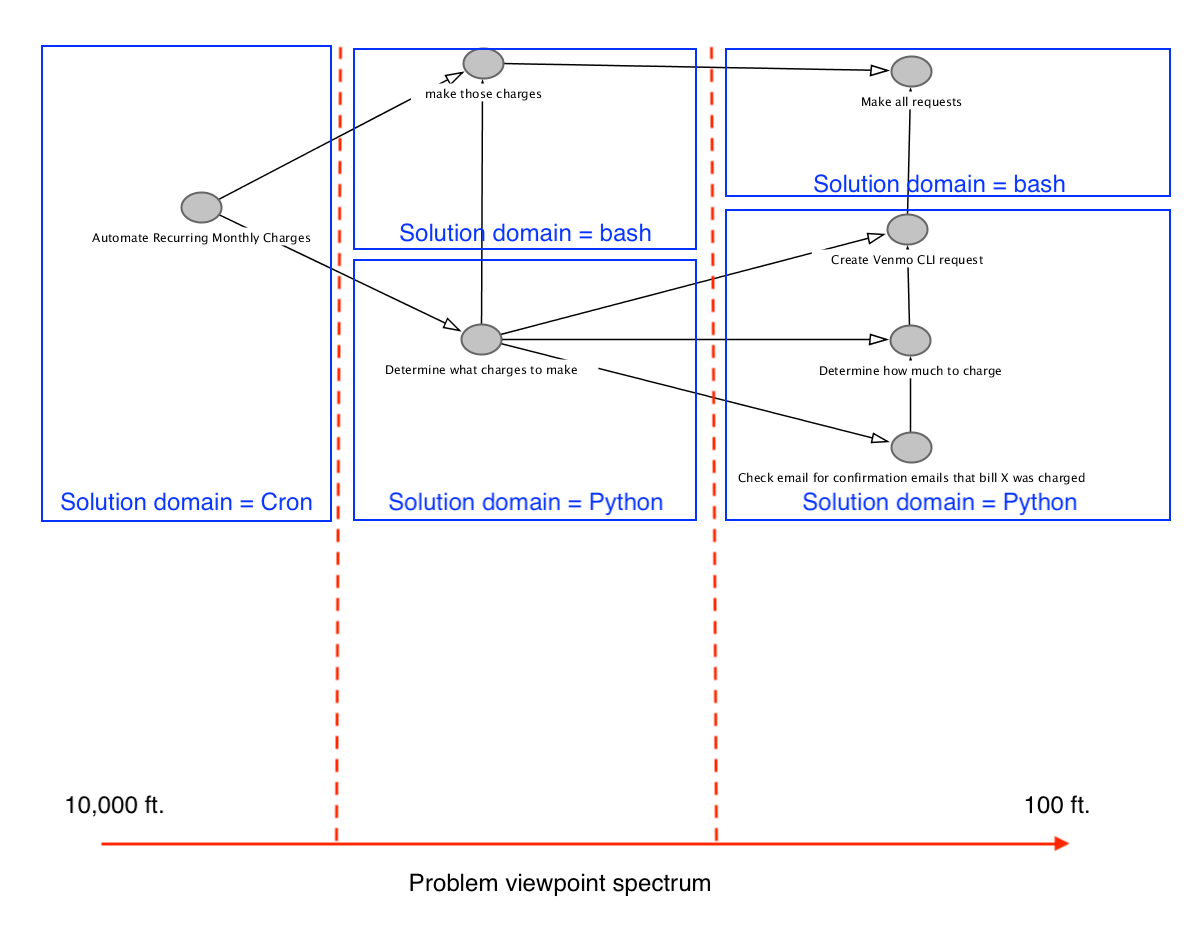 make those charges
Make all requests
Solution domain = bash
Automate Recurring Monthly Charges
Solution domain = bash
Create Venmo CLI request
Determine what charges to make
Determine how much to charge
Check email for confirmation emails that bill X was charged
Solution domain = Cron
Solution domain = Python
Solution domain = Python
10,000 ft.
100 ft.
Problem viewpoint spectrum